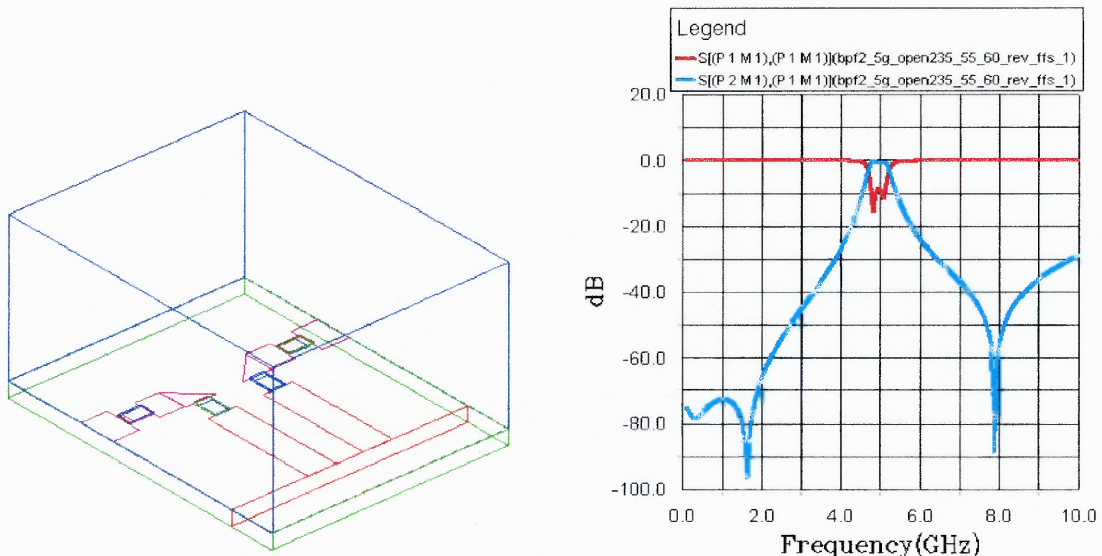 Legend
S[(P 1 M 1),(P 1 M 1)](bpf2_5g_open235_55_60_rev_ffs_1)
S[(P 2 M 1),(P 1 M 1)](bpf2_5g_open235_55_60_rev_ffs_1)
20.0
0.0
-20.0
-40.0
-60.0
-80.0
-100.0
dB
0.0 2.0 4.0 6.0 8.0 10.0
Frequency(GHz)